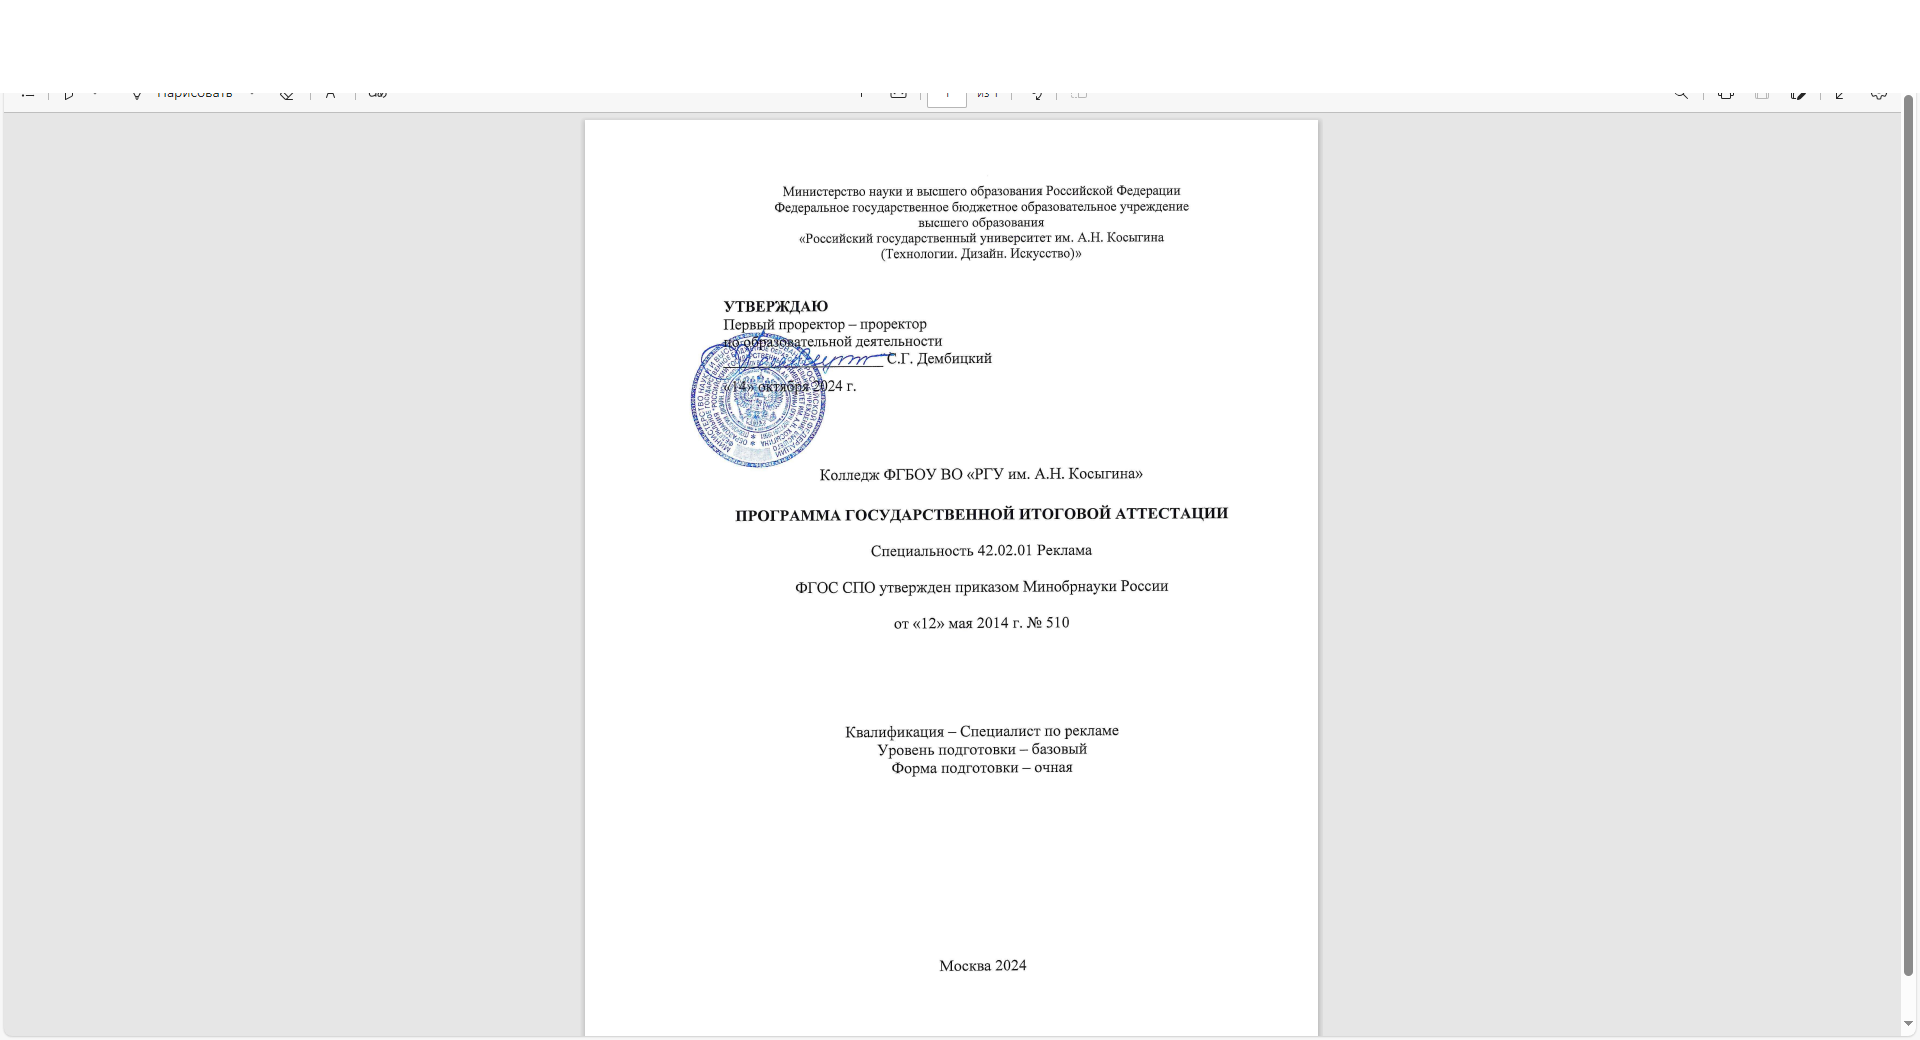 Нарисовать
из 1
Министерство науки и высшего образования Российской Федерации
Федеральное государственное бюджетное образовательное учреждение
высшего образования
«Российский государственный университет им. А.Н. Косыгина
(Технологии. Дизайн. Искусство)»
УТВЕРЖДАЮ
Первый проректор – проректор
по образовательной деятельности
С.Г. Дембицкий
«14» октября 2024 г.
Колледж ФГБОУ ВО «РГУ им. А.Н. Косыгина»
ПРОГРАММА ГОСУДАРСТВЕННОЙ ИТОГОВОЙ АТТЕСТАЦИИ
Специальность 42.02.01 Реклама
ФГОС СПО утвержден приказом Минобрнауки России
от «12» мая 2014 г. № 510
Квалификация – Специалист по рекламе
Уровень подготовки – базовый
Форма подготовки – очная
Москва 2024